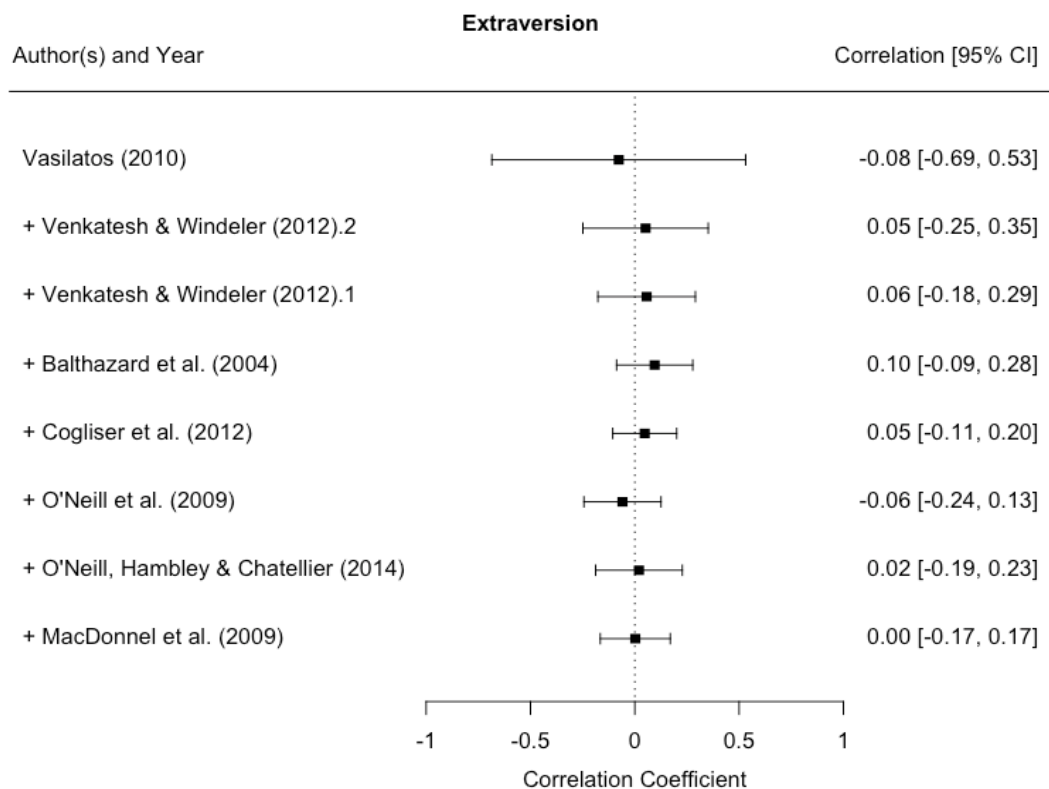 Extraversion
Author(s) and Year Correlation [95% CI]
Vasilatos (2010) -0.08 [-0.69, 0.53]
+ Venkatesh & Windeler (2012).2 0.05 [-0.25, 0.35]
+ Venkatesh & Windeler (2012).1 0.06 [-0.18, 0.29]
+ Balthazard et al. (2004) 0.10 [-0.09, 0.28]
+ Cogliser et al. (2012) 0.05 [-0.11, 0.20]
+ O'Neill et al. (2009) -0.06 [-0.24, 0.13]
+ O'Neill, Hambley & Chatellier (2014) 0.02 [-0.19, 0.23]
+ MacDonnel et al. (2009) 0.00 [-0.17, 0.17]
-1 -0.5 0 0.5 1
Correlation Coefficient